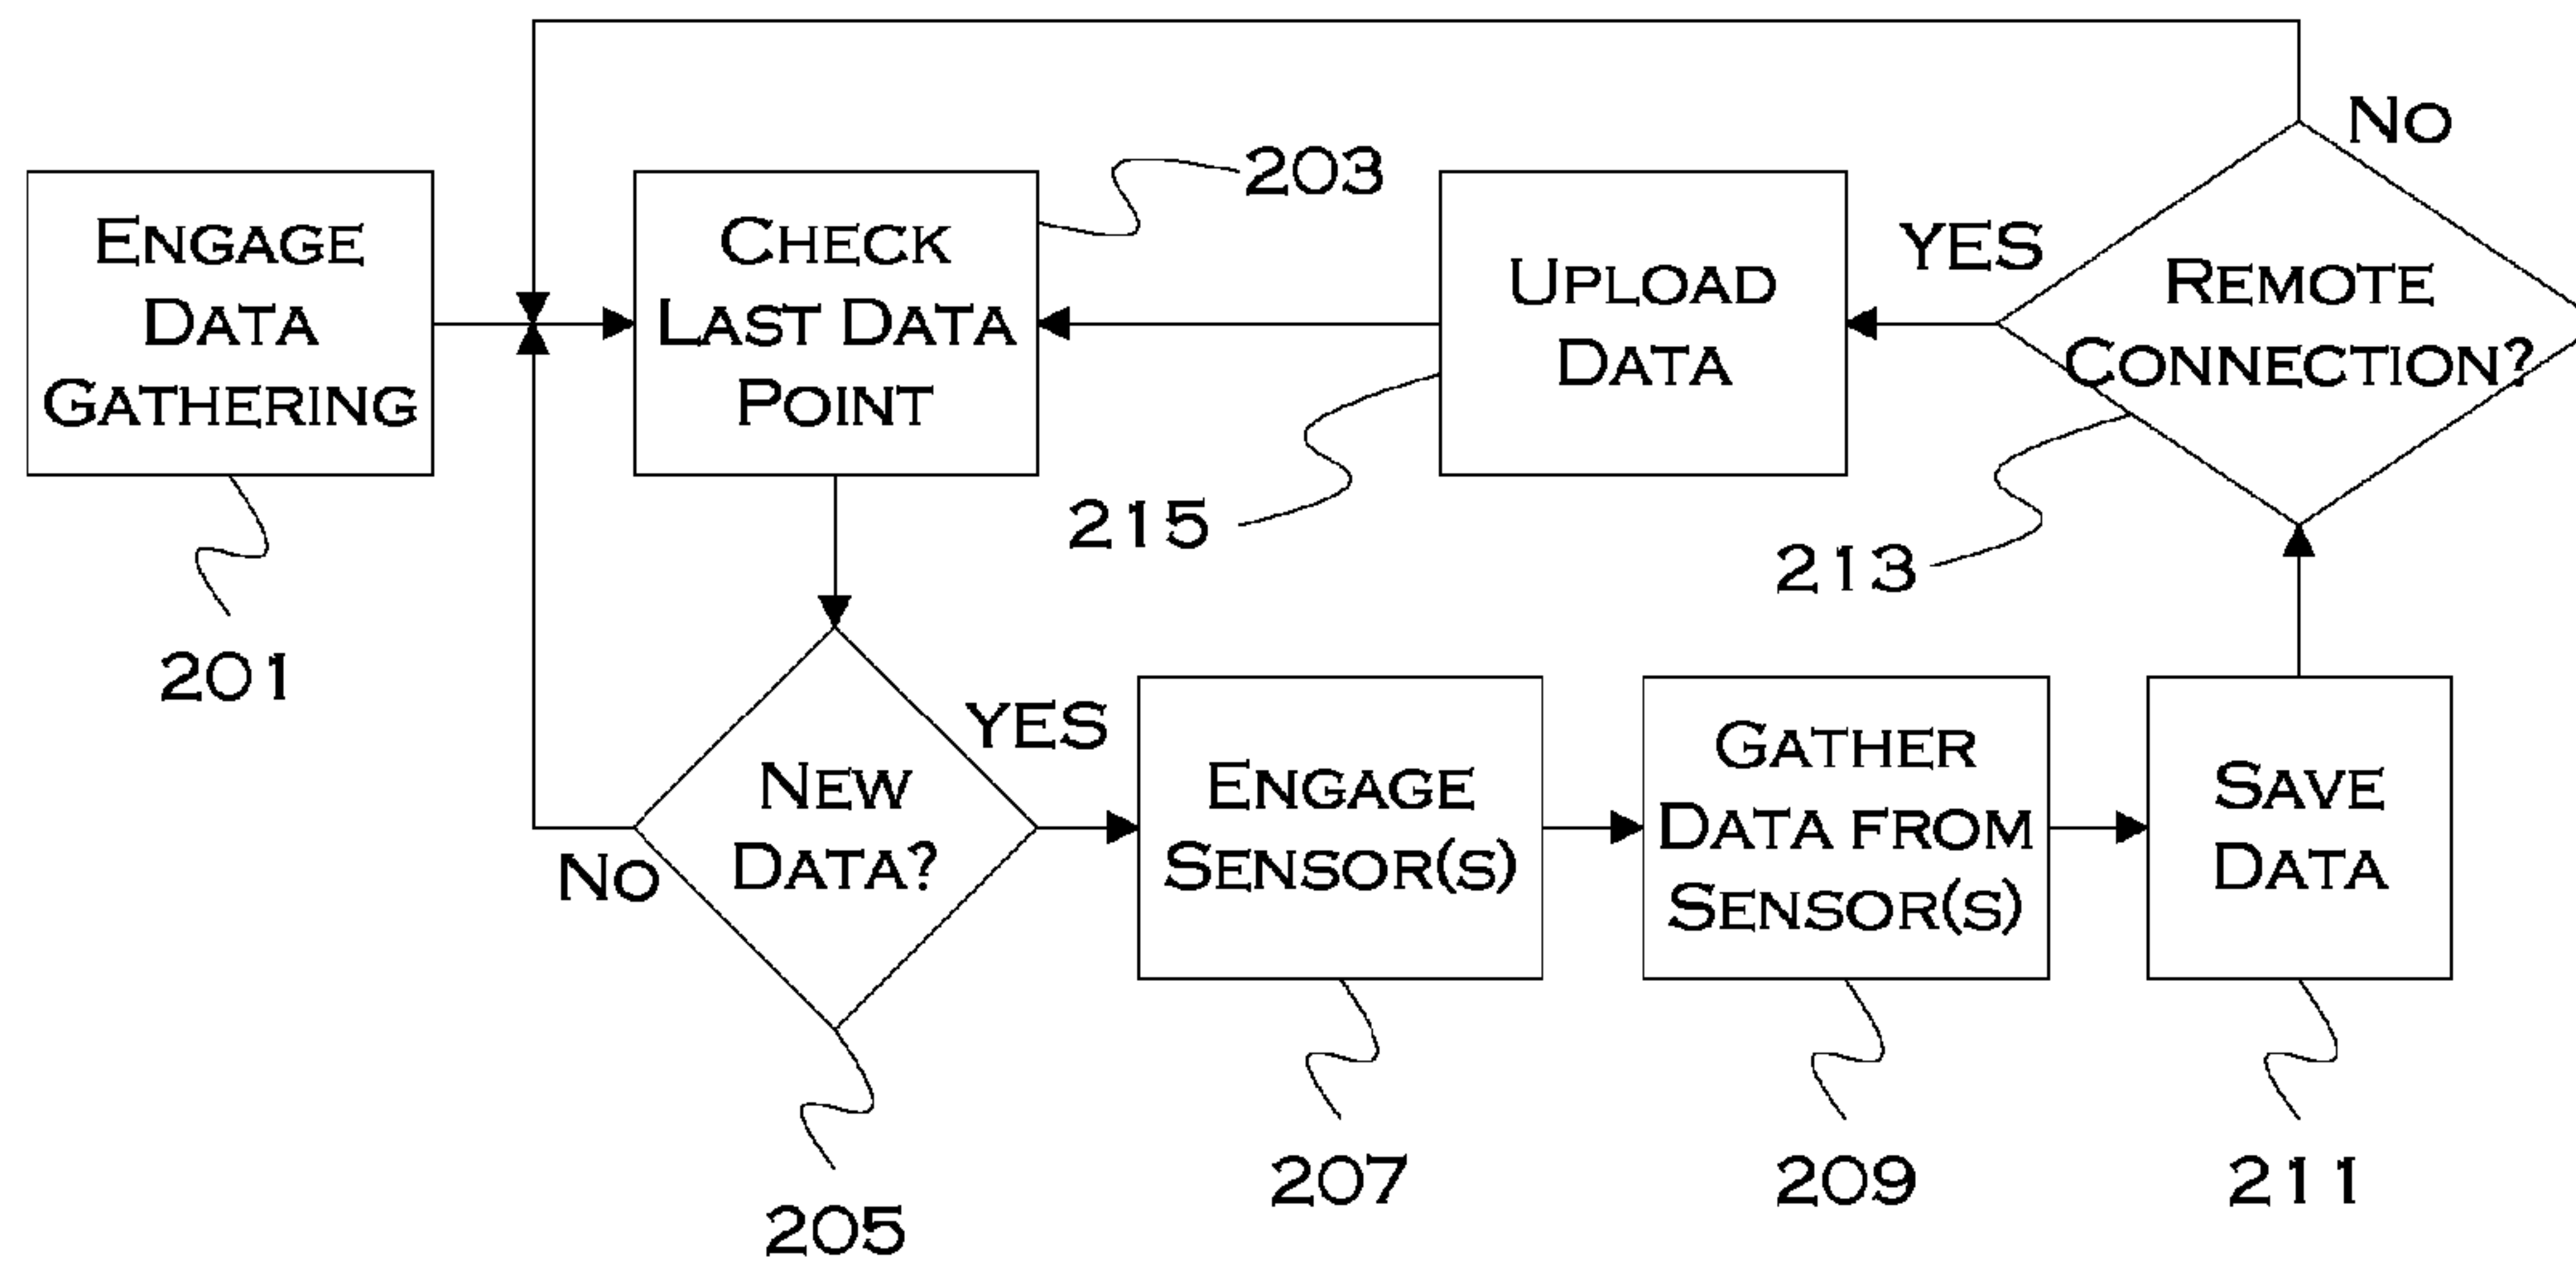 No
203
Engage
Data
Gathering
Check
Last Data
Point
Upload
Data
YES
Remote
Connection?
215
213
201
YES
New
Data?
No
Engage
Sensor(s)
Gather
Data from
Sensor(s)
Save
Data
205
207
209
211